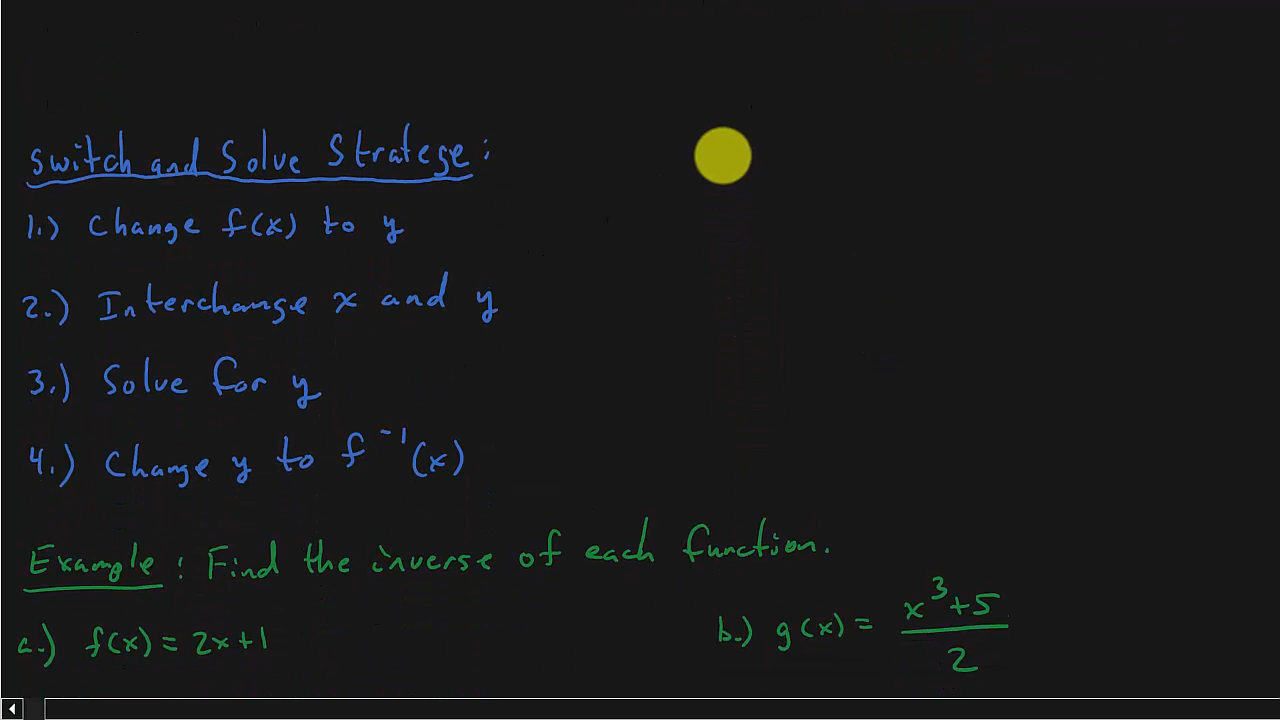 Switch and Solve Stratege:
1.) Change f(x) to y
2.) Interchange x and y
3.) Solve for y
4.) Change y to f⁻¹(x)
Example: Find the inverse of each function.
a.) f(x) = 2x+1
b.) g(x) = (x³+5)/2